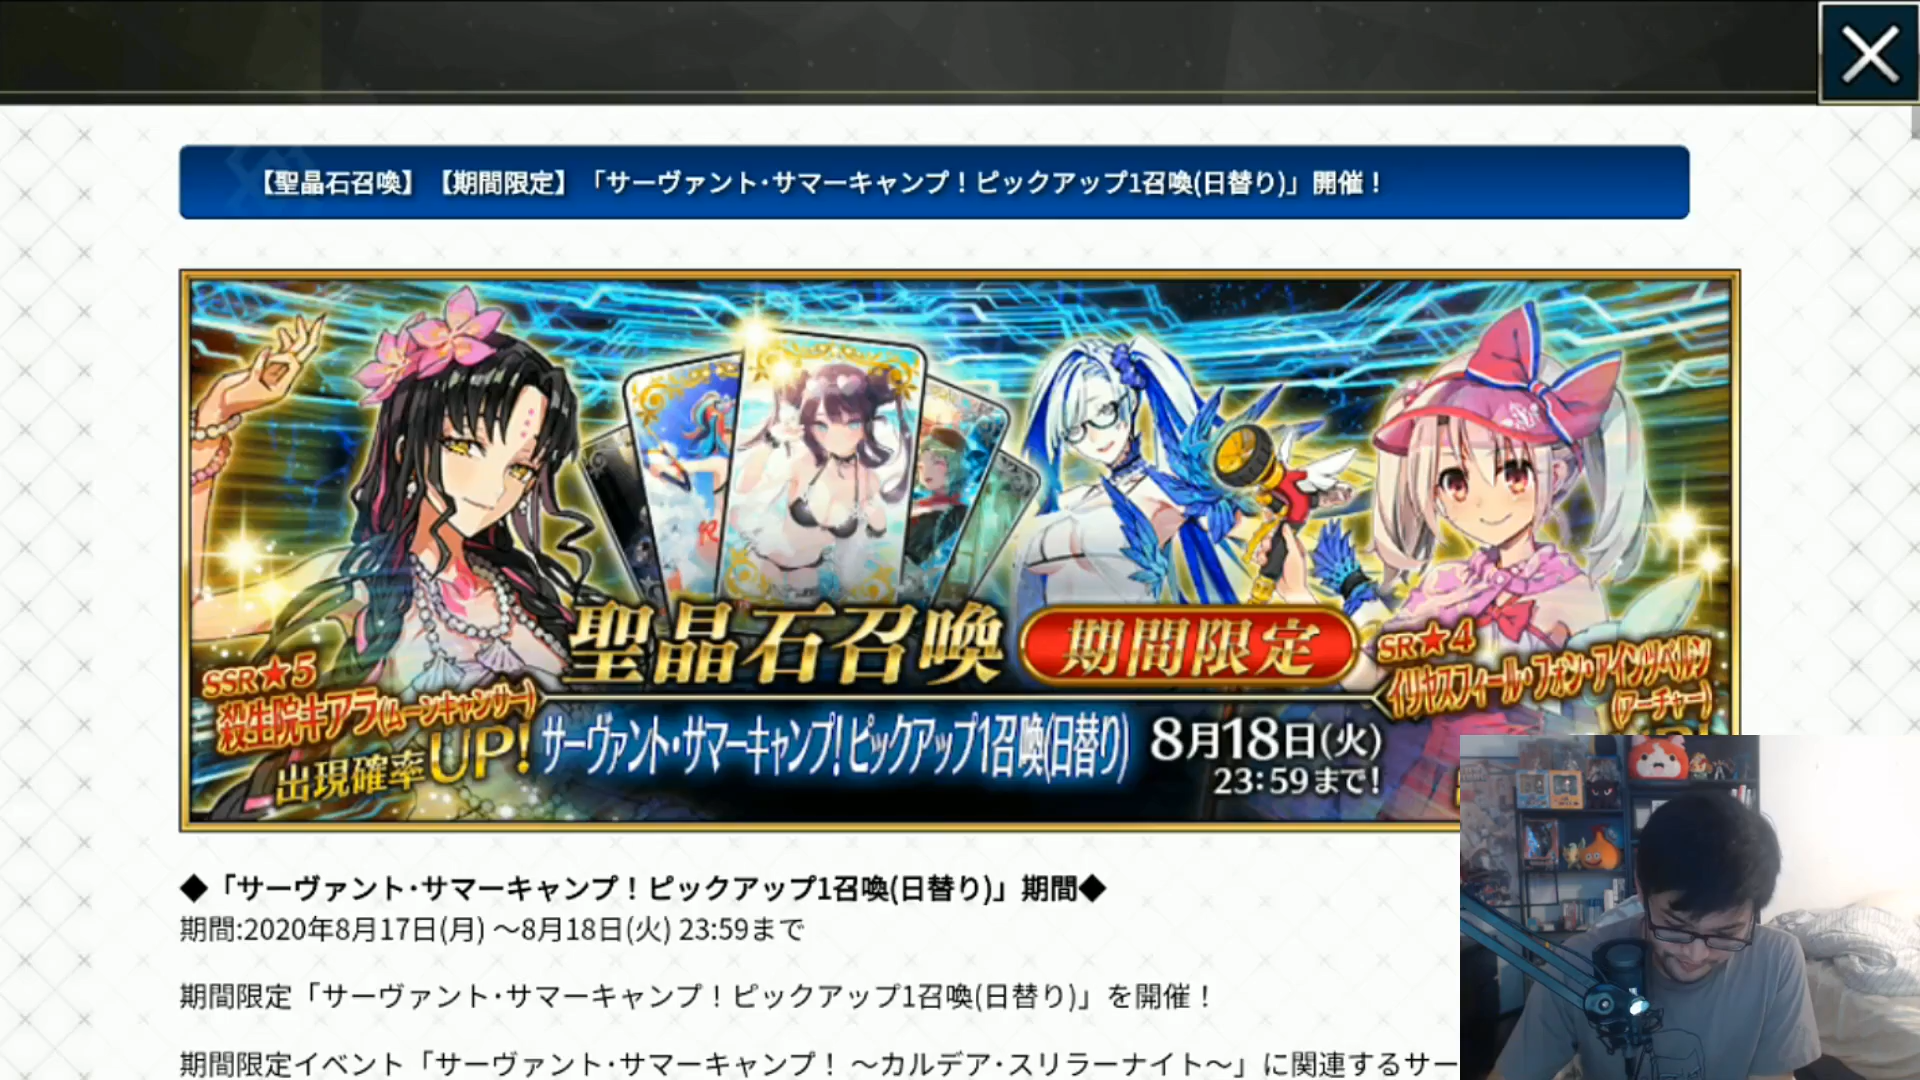 【聖晶石召喚】【期間限定】「サーヴァント・サマーキャンプ！ピックアップ1召喚(日替り)」開催！
SSR★5
殺生院キアラ(ムーンキャンサー)
出現確率UP!
聖晶石召喚 期間限定
サーヴァント・サマーキャンプ!ピックアップ1召喚(日替り)
8月18日(火)
23:59まで!
SR★4
イリヤスフィール・フォン・アインツベルン
(アーチャー)
◆「サーヴァント・サマーキャンプ！ピックアップ1召喚(日替り)」期間◆
期間:2020年8月17日(月) ～8月18日(火) 23:59まで
期間限定「サーヴァント・サマーキャンプ！ピックアップ1召喚(日替り)」を開催！
期間限定イベント「サーヴァント・サマーキャンプ！ ～カルデア・スリラーナイト～」に関連するサー